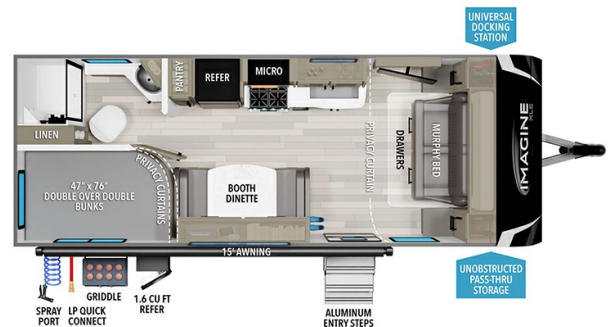 UNIVERSAL
DOCKING
STATION
PANTRY
REFER
MICRO
LINEN
47" x 76"
DOUBLE OVER DOUBLE
BUNKS
PRIVACY CURTAINS
BOOTH
DINETTE
PRIVACY CURTAIN
DRAWERS
MURPHY BED
IMAGINE
XLS
15' AWNING
SPRAY
PORT
LP QUICK
CONNECT
GRIDDLE
1.6 CU FT
REFER
ALUMINUM
ENTRY STEPS
UNOBSTRUCTED
PASS-THRU
STORAGE